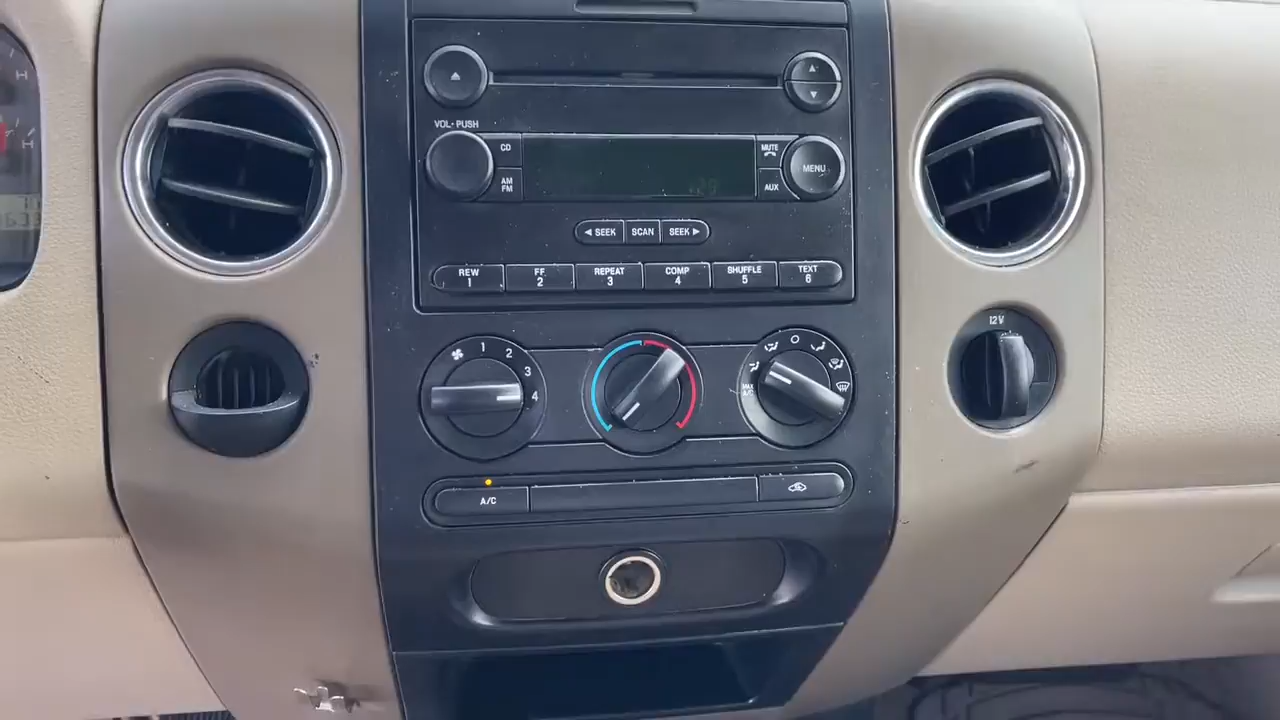 VOL • PUSH
CD
AM
FM
MUTE
AUX
MENU
◀ SEEK SCAN SEEK ▶
REW FF REPEAT COMP SHUFFLE TEXT
1 2 3 4 5 6
12V
1 2 3 4
MAX
A/C
A/C